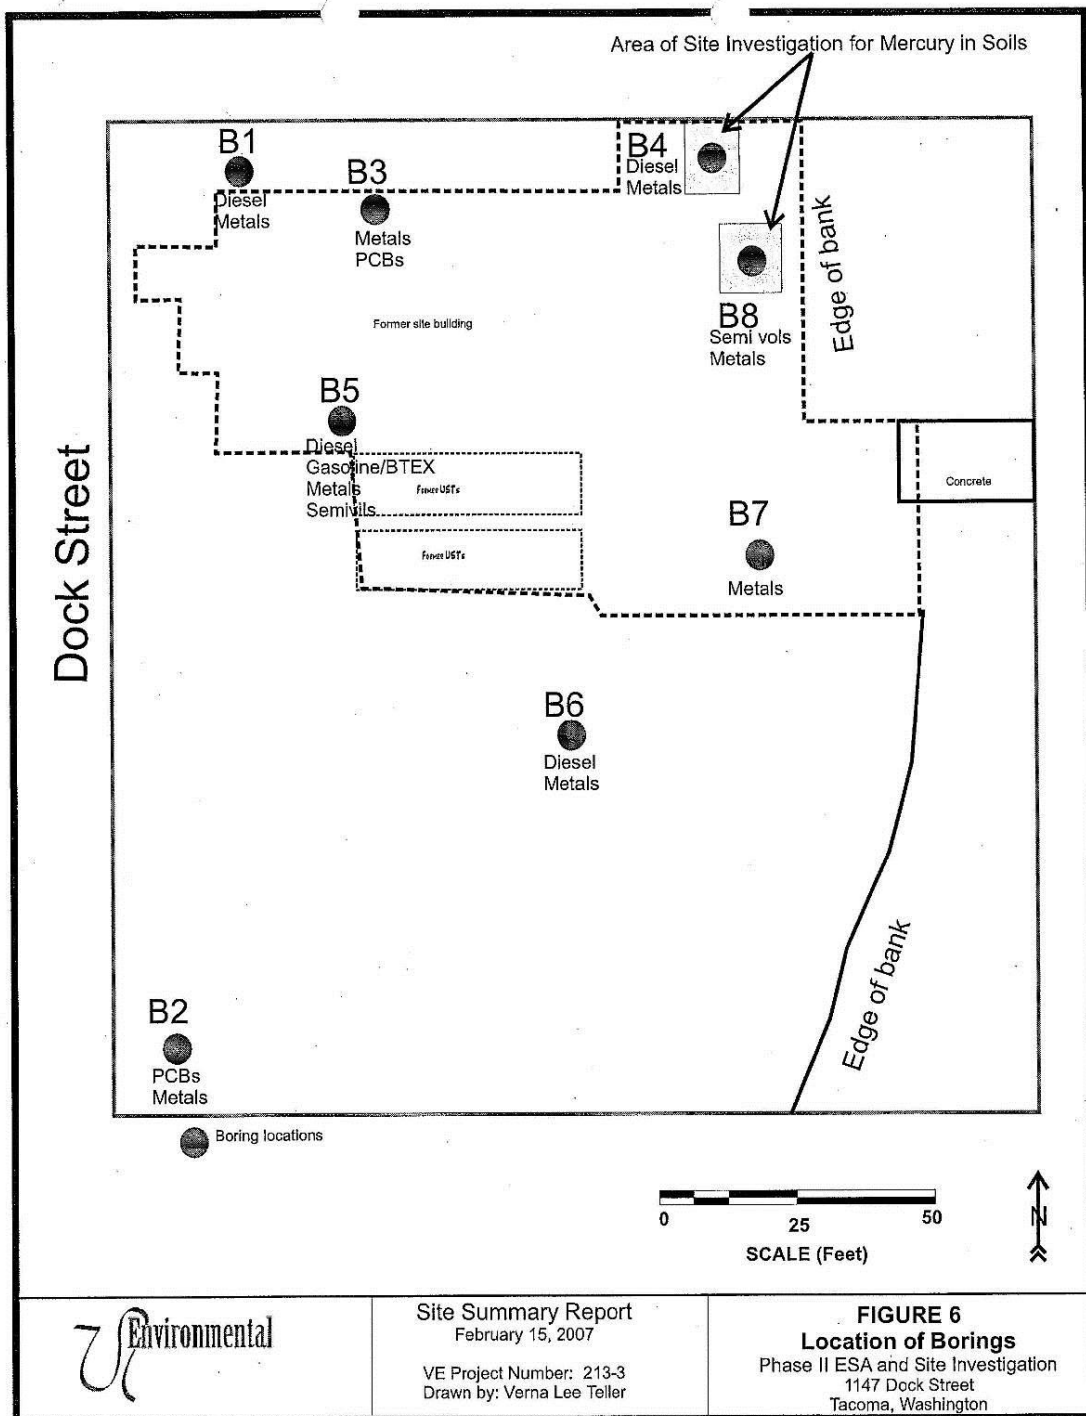 Area of Site Investigation for Mercury in Soils
B1
Diesel
Metals
B3
Metals
PCBs
B4
Diesel
Metals
B8
Semi vols
Metals
Edge of bank
Former site building
B5
Diesel
Gasoline/BTEX
Metals
Semivils
Former USTs
Former USTs
Concrete
B7
Metals
Dock Street
B6
Diesel
Metals
Edge of bank
B2
PCBs
Metals
Boring locations
0 25 50
SCALE (Feet)
N
Environmental
Site Summary Report
February 15, 2007
VE Project Number: 213-3
Drawn by: Verna Lee Teller
FIGURE 6
Location of Borings
Phase II ESA and Site Investigation
1147 Dock Street
Tacoma, Washington